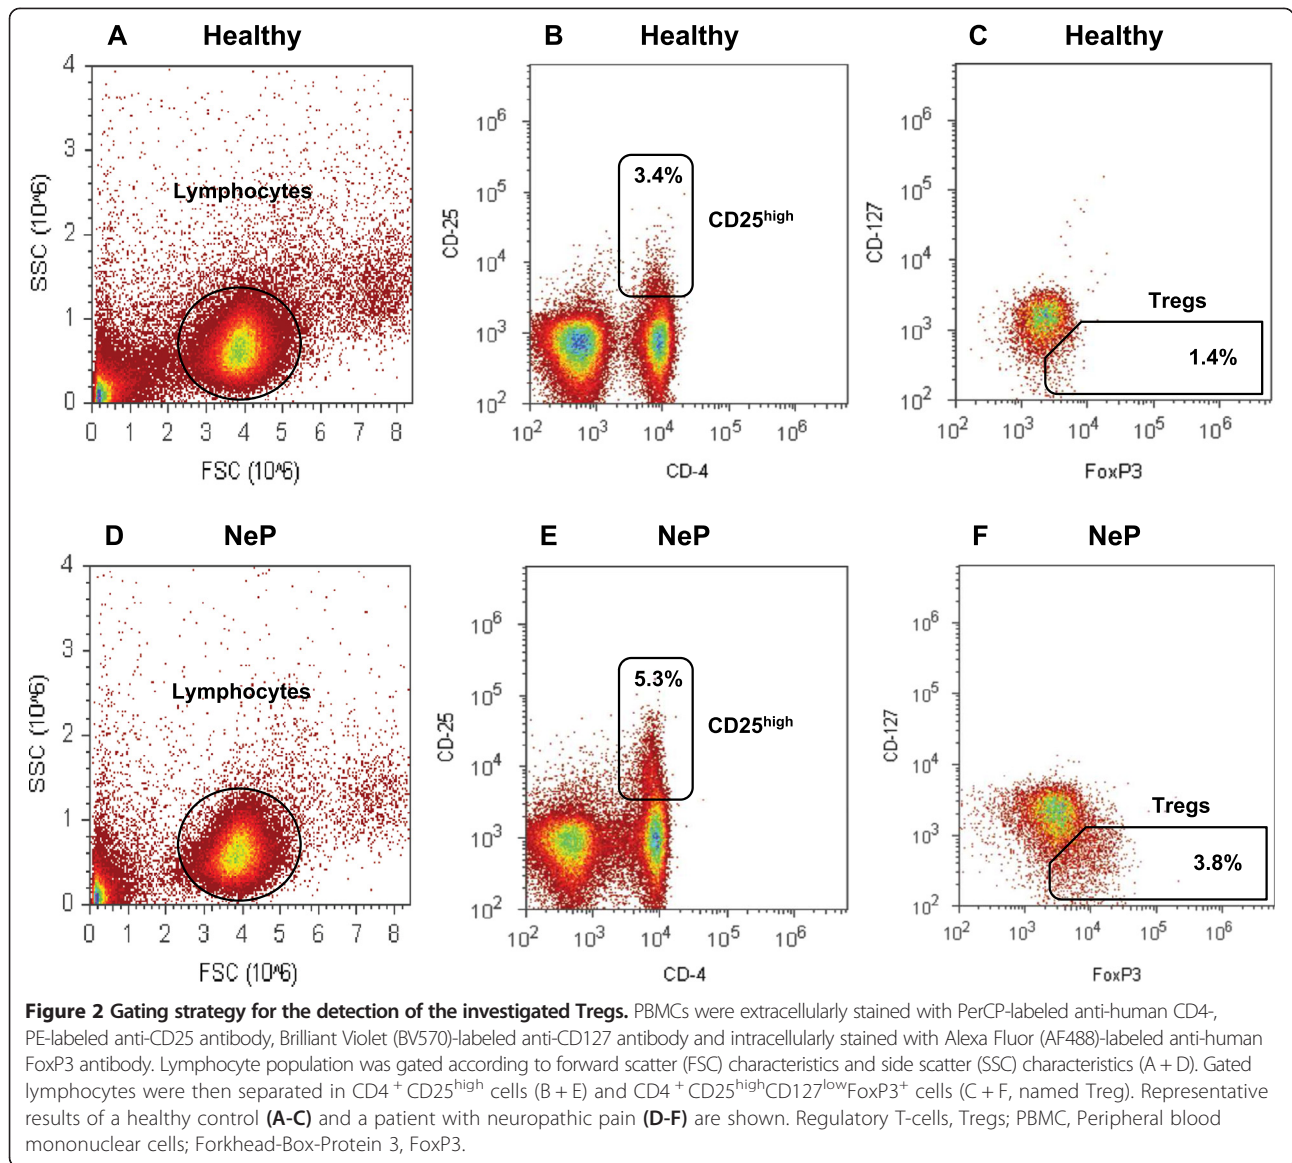 A Healthy
B Healthy
C Healthy
4
3
2
1
0
SSC (10^6)
Lymphocytes
0 1 2 3 4 5 6 7 8
FSC (10^6)
10^6
10^5
10^4
10^3
10^2
CD-25
3.4%
CD25^high
10^2 10^3 10^4 10^5 10^6
CD-4
10^6
10^5
10^4
10^3
10^2
CD-127
Tregs
1.4%
10^2 10^3 10^4 10^5 10^6
FoxP3
D NeP
E NeP
F NeP
4
3
2
1
0
SSC (10^6)
Lymphocytes
0 1 2 3 4 5 6 7 8
FSC (10^6)
10^6
10^5
10^4
10^3
10^2
CD-25
5.3%
CD25^high
10^2 10^3 10^4 10^5 10^6
CD-4
10^6
10^5
10^4
10^3
10^2
CD-127
Tregs
3.8%
10^2 10^3 10^4 10^5 10^6
FoxP3
Figure 2 Gating strategy for the detection of the investigated Tregs. PBMCs were extracellularly stained with PerCP-labeled anti-human CD4-,
PE-labeled anti-CD25 antibody, Brilliant Violet (BV570)-labeled anti-CD127 antibody and intracellularly stained with Alexa Fluor (AF488)-labeled anti-human
FoxP3 antibody. Lymphocyte population was gated according to forward scatter (FSC) characteristics and side scatter (SSC) characteristics (A + D). Gated
lymphocytes were then separated in CD4^+CD25^high cells (B + E) and CD4^+CD25^highCD127^lowFoxP3^+ cells (C + F, named Treg). Representative
results of a healthy control (A-C) and a patient with neuropathic pain (D-F) are shown. Regulatory T-cells, Tregs; PBMC, Peripheral blood
mononuclear cells; Forkhead-Box-Protein 3, FoxP3.